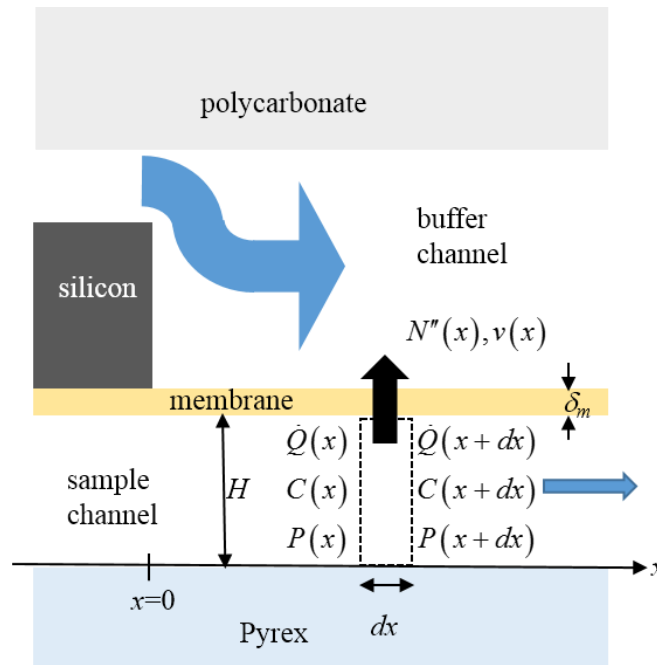 polycarbonate
buffer
channel
silicon
N″(x), v(x)
membrane
δₘ
Q̇(x)
Q̇(x + dx)
sample
channel
H
C(x)
C(x + dx)
P(x)
P(x + dx)
x
x=0
dx
Pyrex